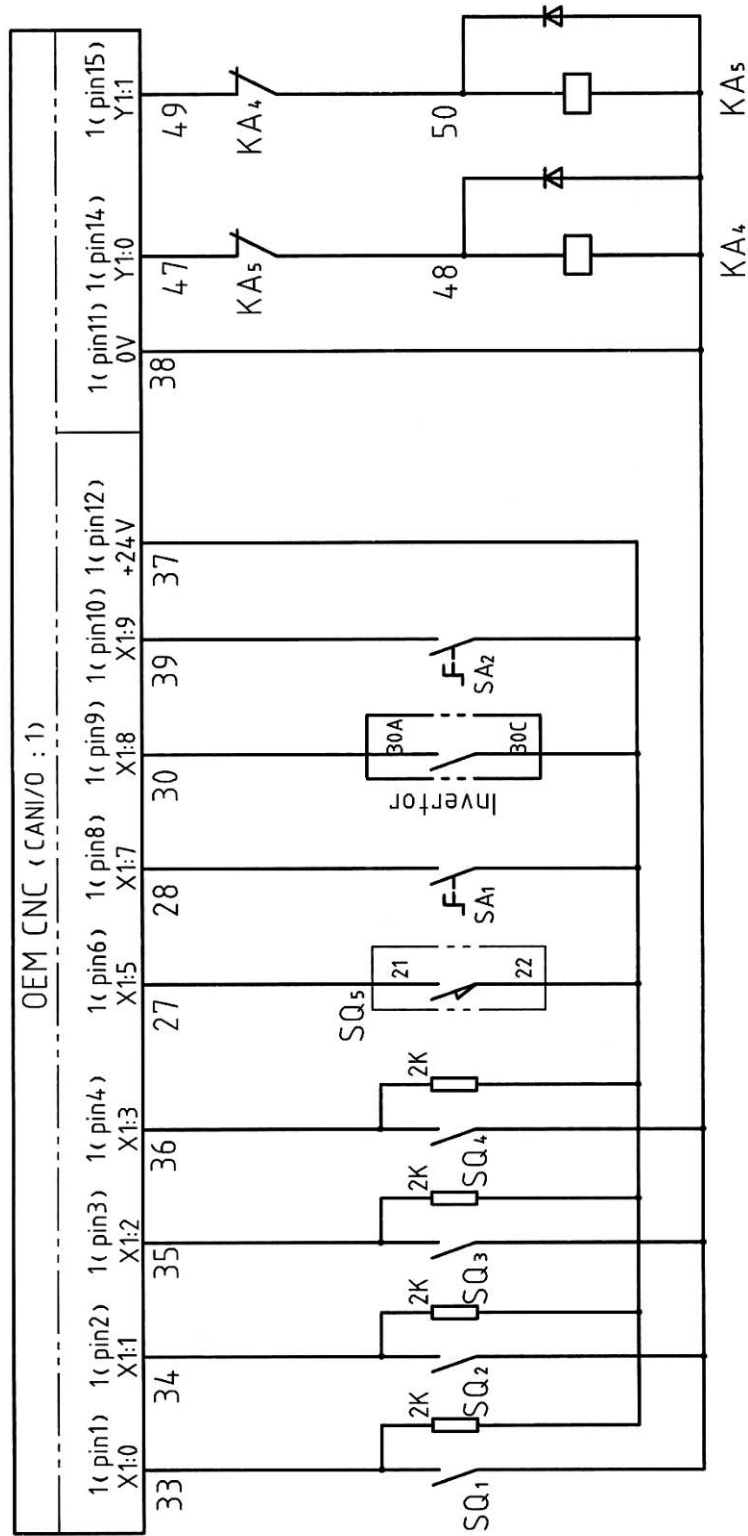 OEM CNC (CANI/O : 1)
1(pin1) 1(pin2) 1(pin3) 1(pin4) 1(pin6) 1(pin8) 1(pin9) 1(pin10) 1(pin12) 1(pin11) 1(pin14) 1(pin15)
X1:0 X1:1 X1:2 X1:3 X1:5 X1:7 X1:8 X1:9 +24V 0V Y1:0 Y1:1
33 34 35 36 27 28 30 39 37 38 47 49
KA5 KA4
SQ5 21 22
Invertor 30A 30C
2K 2K 2K 2K
SQ1 SQ2 SQ3 SQ4 SA1 SA2
48 50
KA4 KA5